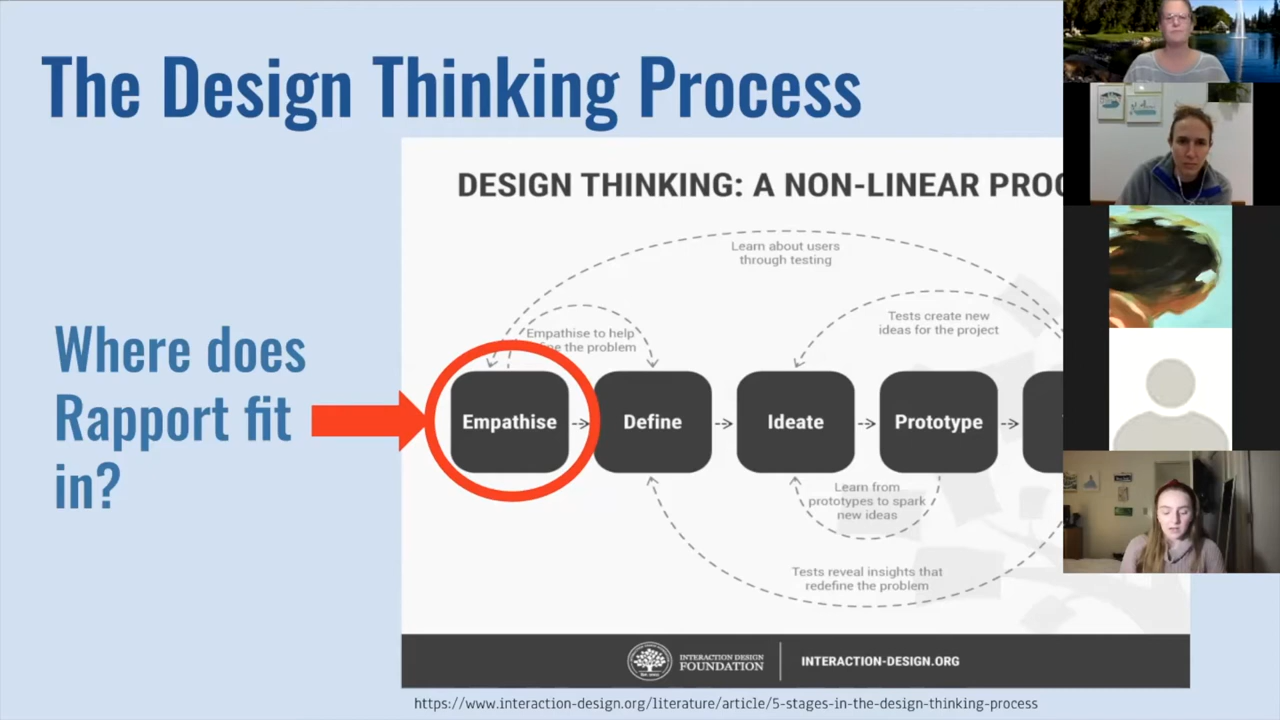 The Design Thinking Process
DESIGN THINKING: A NON-LINEAR
Learn about users
through testing
Tests create new
ideas for the project
Empathise to help
the problem
Where does
Rapport fit
in?
Empathise
Define
Ideate
Prototype
Learn from
prototypes to spark
new ideas
Tests reveal insights that
redefine the problem
INTERACTION DESIGN
FOUNDATION
INTERACTION-DESIGN.ORG
https://www.interaction-design.org/literature/article/5-stages-in-the-design-thinking-process